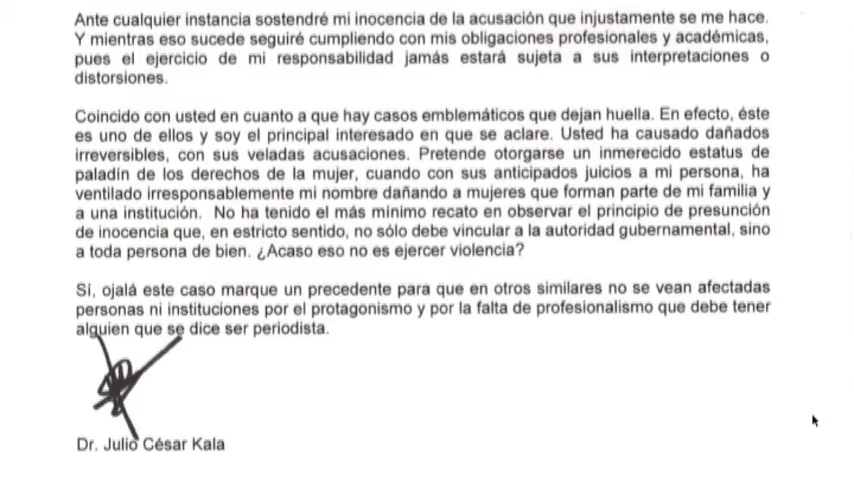 Ante cualquier instancia sostendré mi inocencia de la acusación que injustamente se me hace.
Y mientras eso sucede seguiré cumpliendo con mis obligaciones profesionales y académicas,
pues el ejercicio de mi responsabilidad jamás estará sujeta a sus interpretaciones o
distorsiones.
Coincido con usted en cuanto a que hay casos emblemáticos que dejan huella. En efecto, éste
es uno de ellos y soy el principal interesado en que se aclare. Usted ha causado dañados
irreversibles, con sus veladas acusaciones. Pretende otorgarse un inmerecido estatus de
paladín de los derechos de la mujer, cuando con sus anticipados juicios a mi persona, ha
ventilado irresponsablemente mi nombre dañando a mujeres que forman parte de mi familia y
a una institución. No ha tenido el más mínimo recato en observar el principio de presunción
de inocencia que, en estricto sentido, no sólo debe vincular a la autoridad gubernamental, sino
a toda persona de bien. ¿Acaso eso no es ejercer violencia?
Sí, ojalá este caso marque un precedente para que en otros similares no se vean afectadas
personas ni instituciones por el protagonismo y por la falta de profesionalismo que debe tener
alguien que se dice ser periodista.
Dr. Julio César Kala